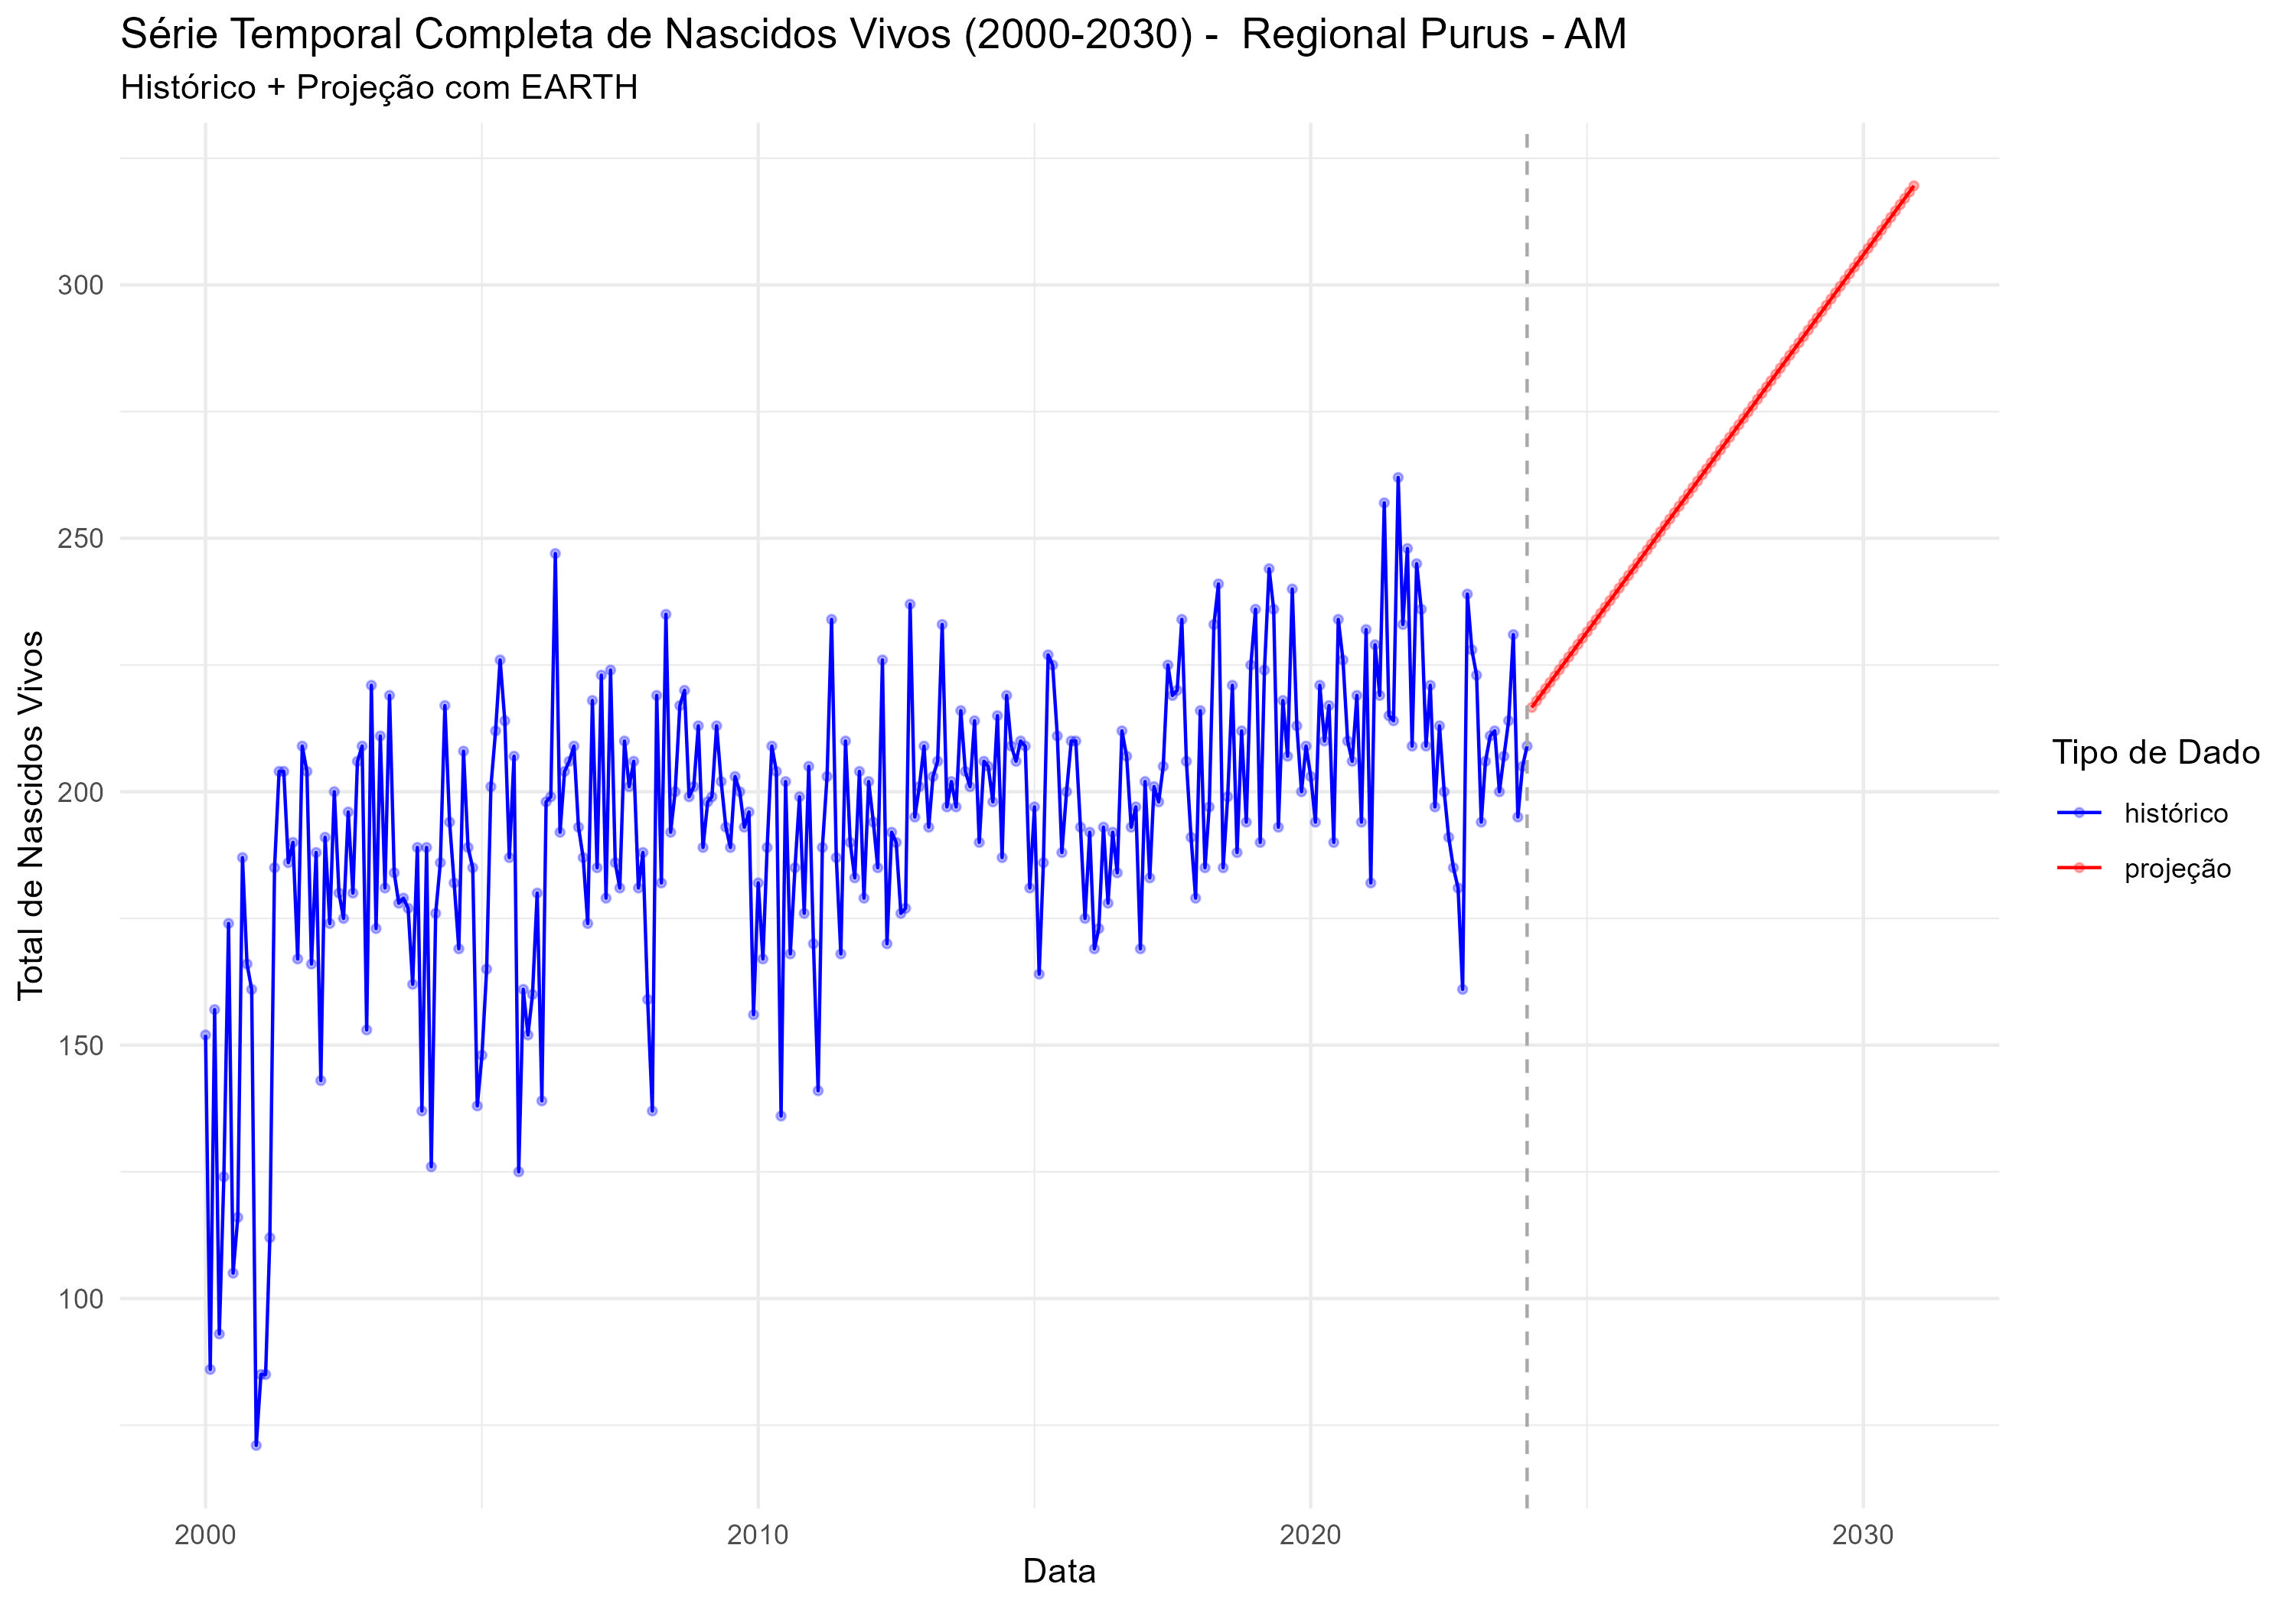 Série Temporal Completa de Nascidos Vivos (2000-2030) -  Regional Purus - AM
Histórico + Projeção com EARTH
Total de Nascidos Vivos
300
250
200
150
100
2000
2010
2020
2030
Data
Tipo de Dado
histórico
projeção